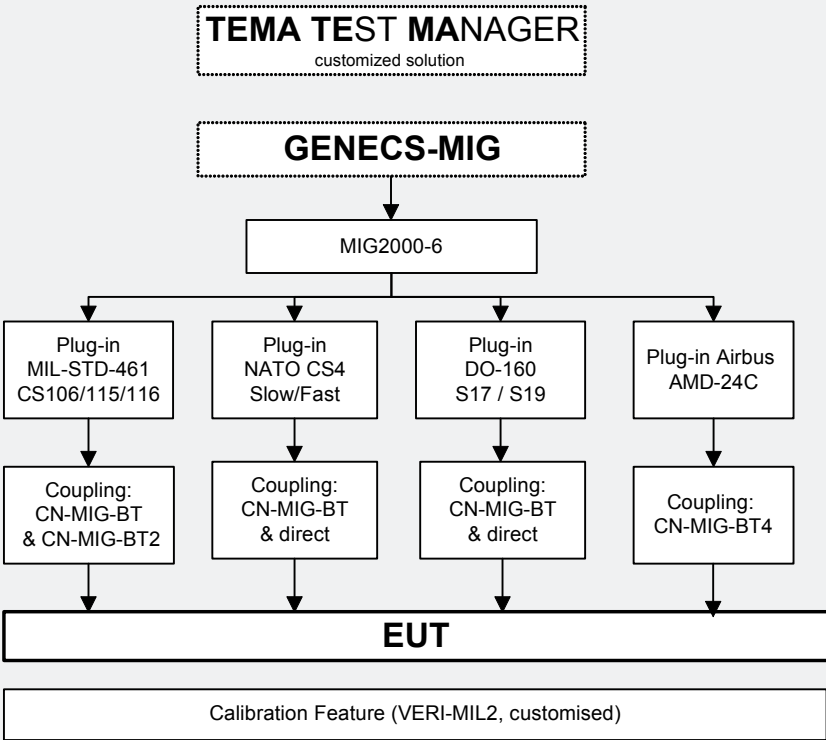 TEMA TEST MANAGER
customized solution
GENECS-MIG
MIG2000-6
Plug-in
MIL-STD-461
CS106/115/116
Plug-in
NATO CS4
Slow/Fast
Plug-in
DO-160
S17 / S19
Plug-in Airbus
AMD-24C
Coupling:
CN-MIG-BT
& CN-MIG-BT2
Coupling:
CN-MIG-BT
& direct
Coupling:
CN-MIG-BT
& direct
Coupling:
CN-MIG-BT4
EUT
Calibration Feature (VERI-MIL2, customised)